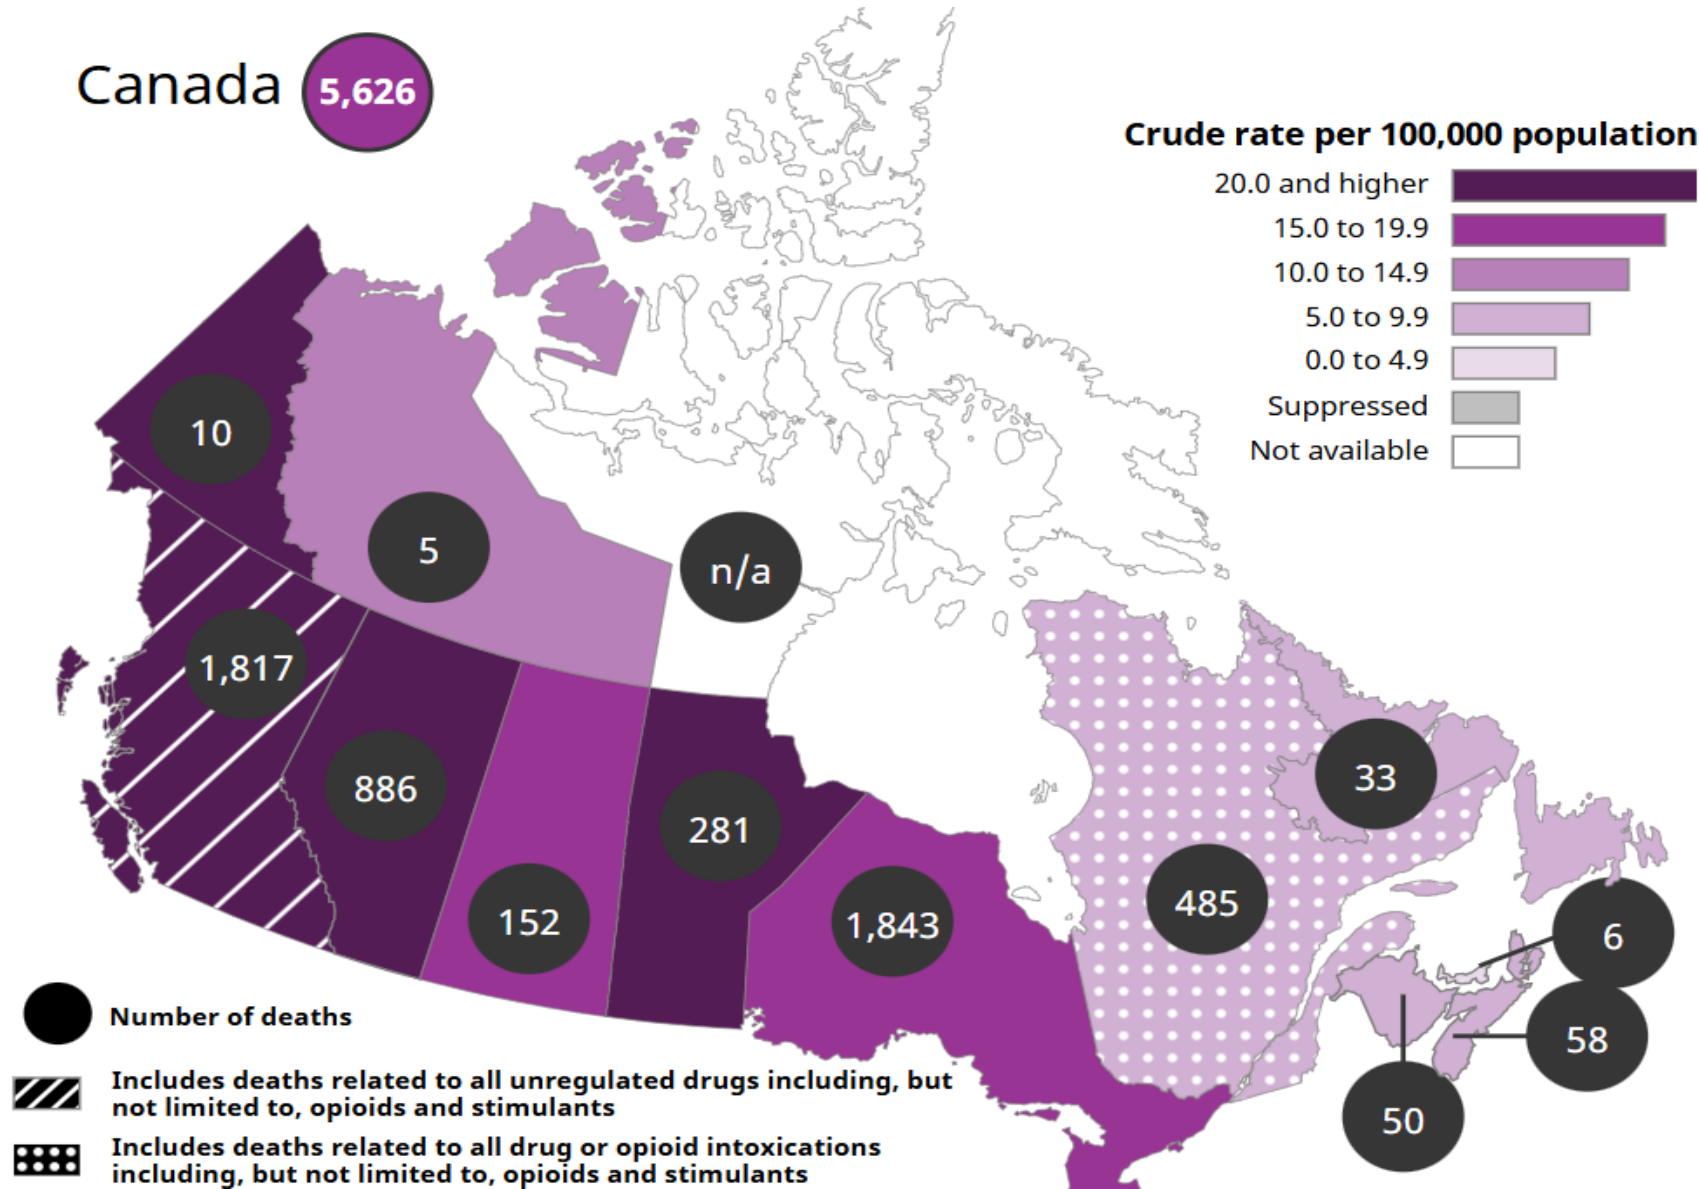 Canada 5,626
Crude rate per 100,000 population
20.0 and higher
15.0 to 19.9
10.0 to 14.9
5.0 to 9.9
0.0 to 4.9
Suppressed
Not available
10
5
n/a
1,817
886
152
281
1,843
485
33
6
58
50
Number of deaths
Includes deaths related to all unregulated drugs including, but
not limited to, opioids and stimulants
Includes deaths related to all drug or opioid intoxications
including, but not limited to, opioids and stimulants